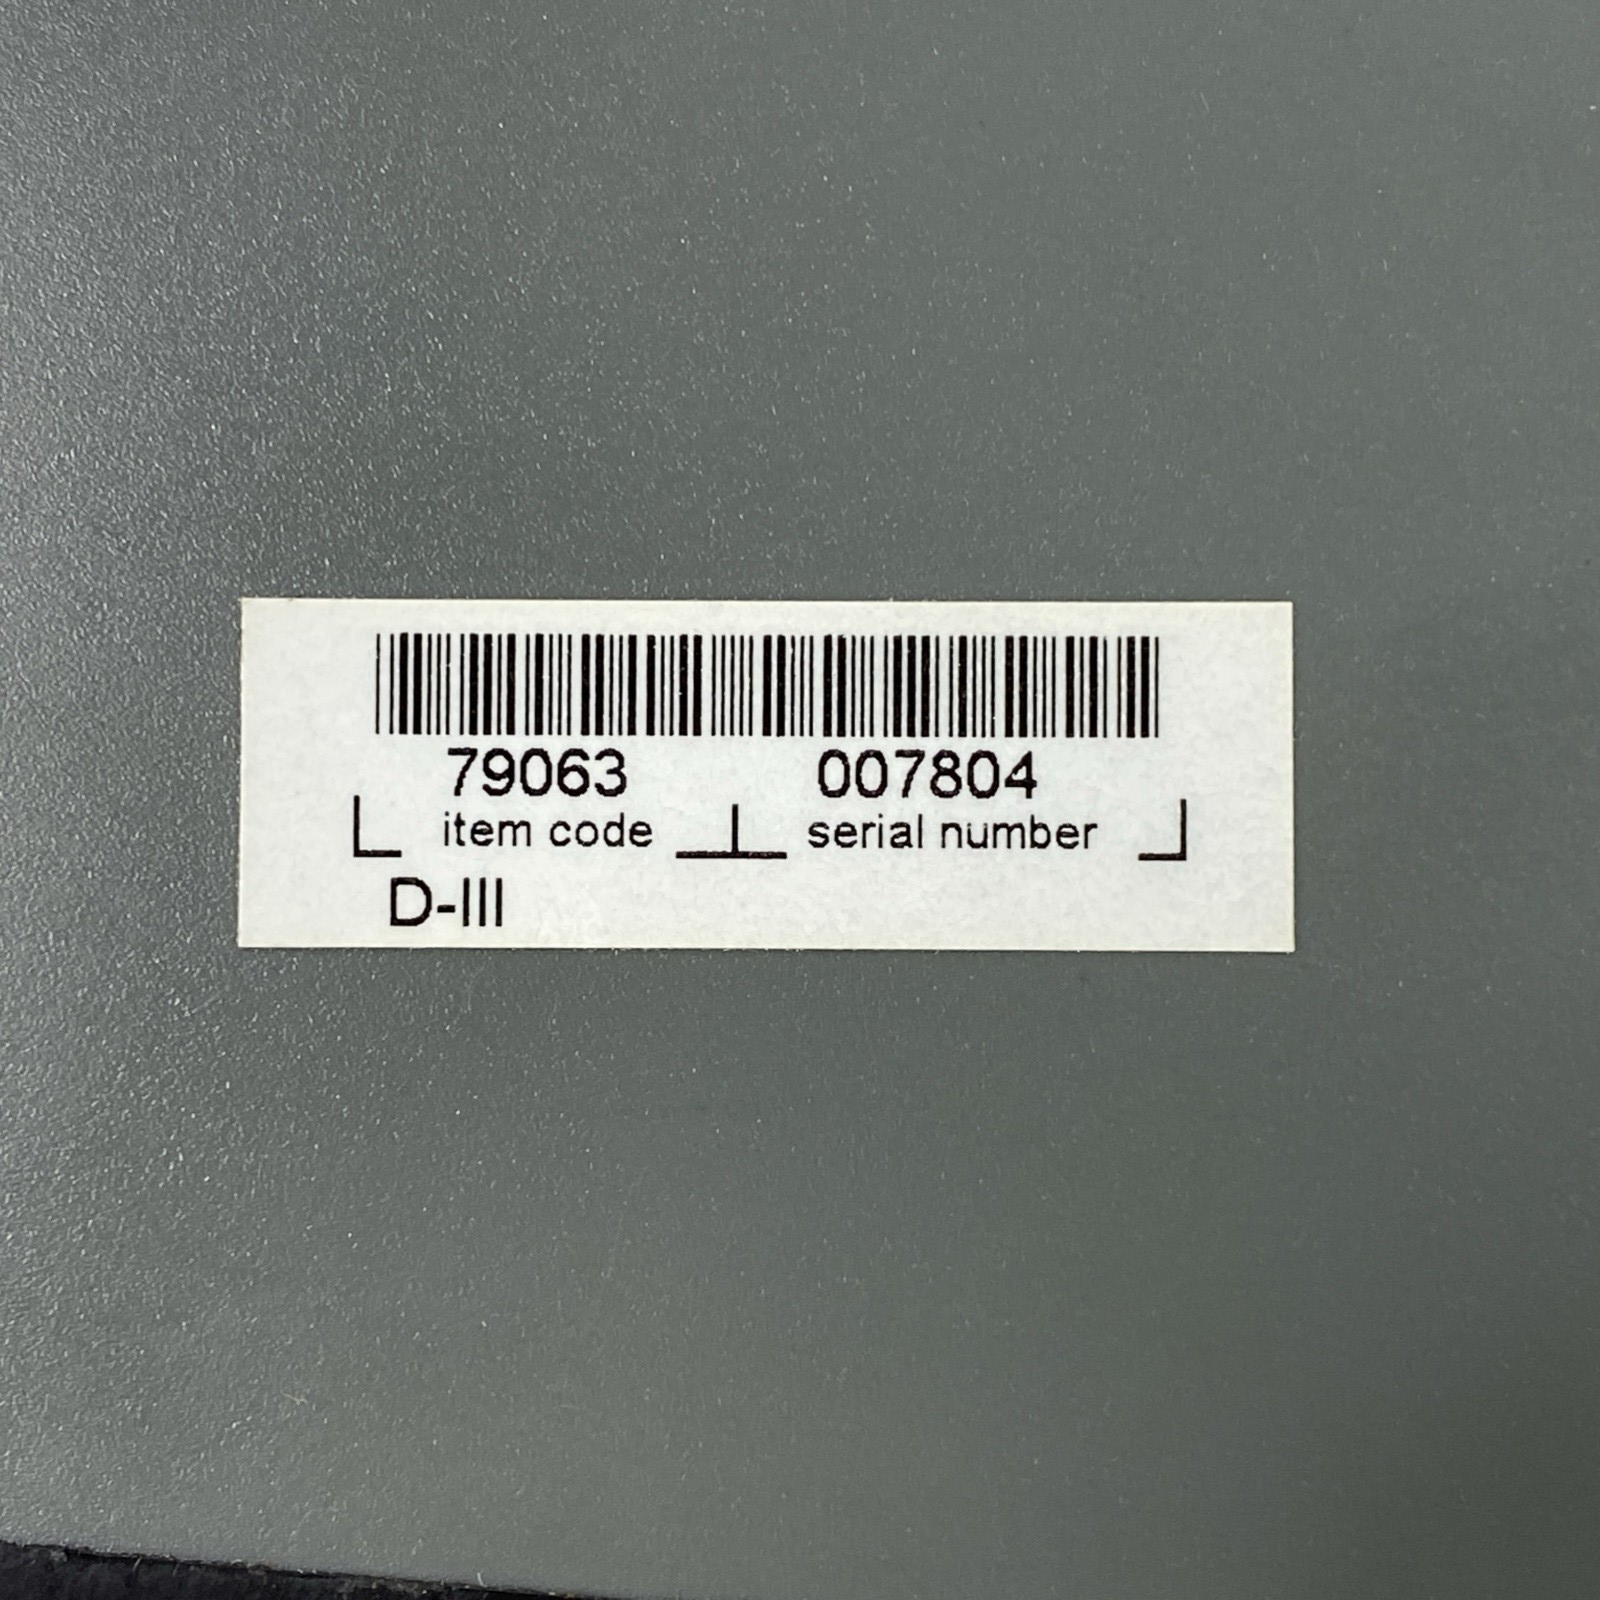 79063 007804
item code serial number
D-III